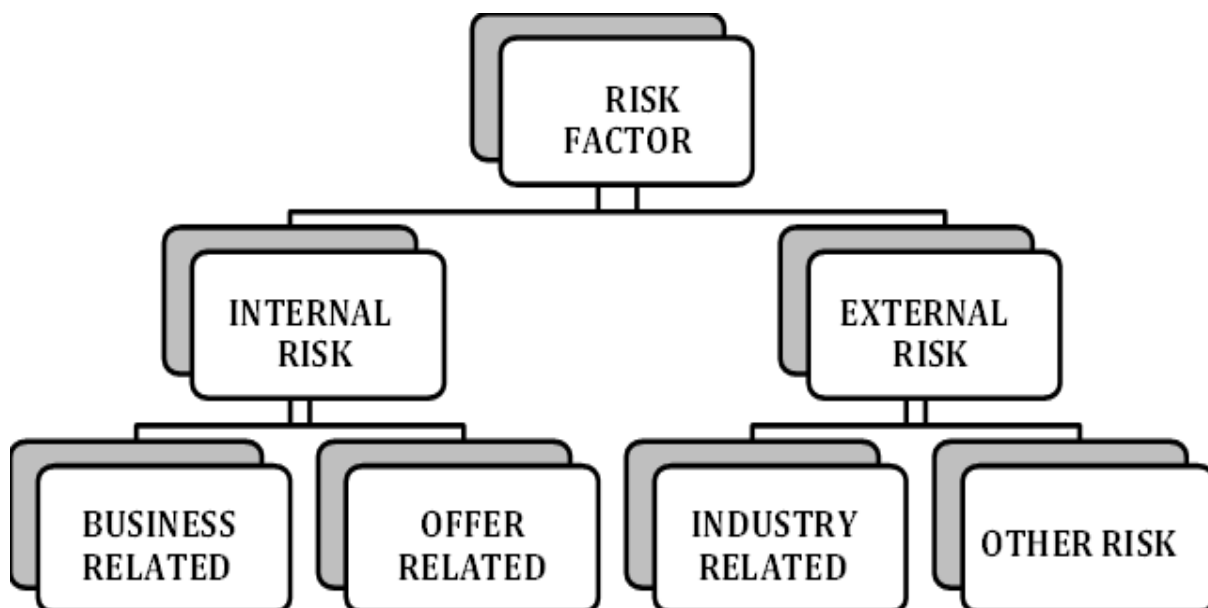 RISK
FACTOR
INTERNAL
RISK
EXTERNAL
RISK
BUSINESS
RELATED
OFFER
RELATED
INDUSTRY
RELATED
OTHER RISK